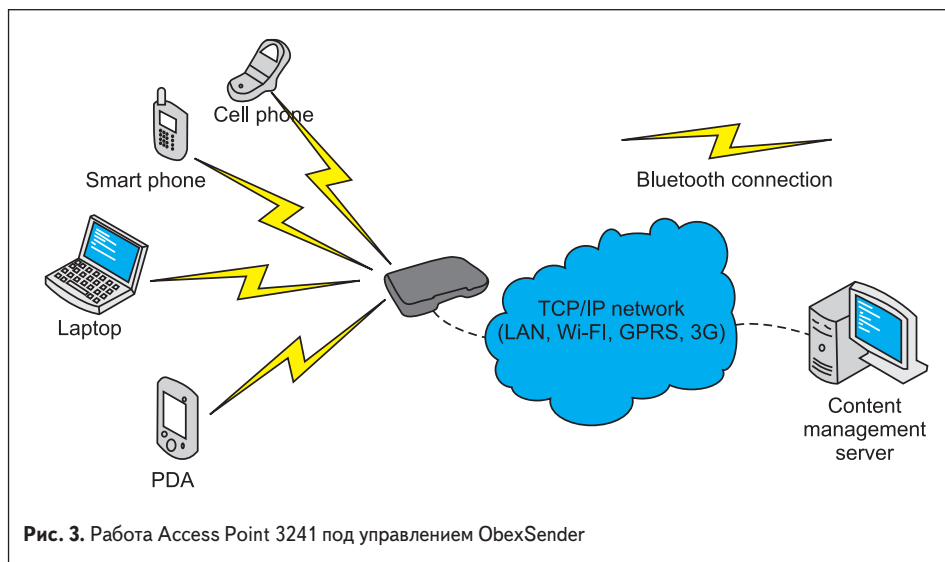 Cell phone
Smart phone
Bluetooth connection
Laptop
TCP/IP network
(LAN, Wi-FI, GPRS, 3G)
PDA
Content
management
server
Рис. 3. Работа Access Point 3241 под управлением ObexSender